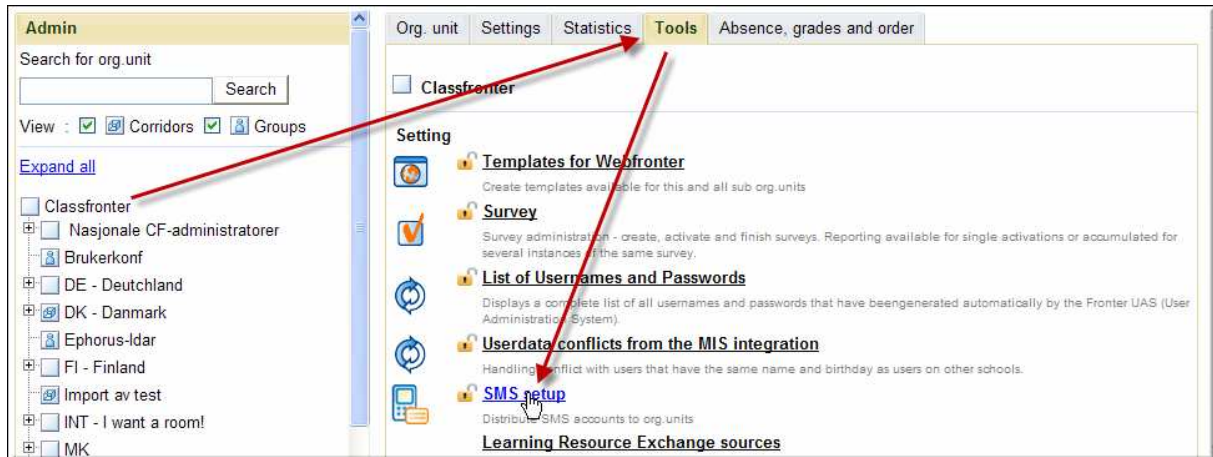 Admin
Search for org.unit
Search
View : Corridors Groups
Expand all
Classfronter
Nasjonale CF-administratorer
Brukerkonf
DE - Deutchland
DK - Danmark
Ephorus-Idar
FI - Finland
Import av test
INT - I want a room!
MK
Org. unit Settings Statistics Tools Absence, grades and order
Classfronter
Setting
Templates for Webfronter
Create templates available for this and all sub org.units
Survey
Survey administration - create, activate and finish surveys. Reporting available for single activations or accumulated for
several instances of the same survey.
List of Usernames and Passwords
Displays a complete list of all usernames and passwords that have beengenerated automatically by the Fronter UAS (User
Administration System).
Userdata conflicts from the MIS integration
Handling conflict with users that have the same name and birthday as users on other schools.
SMS setup
Distribute SMS accounts to org.units
Learning Resource Exchange sources